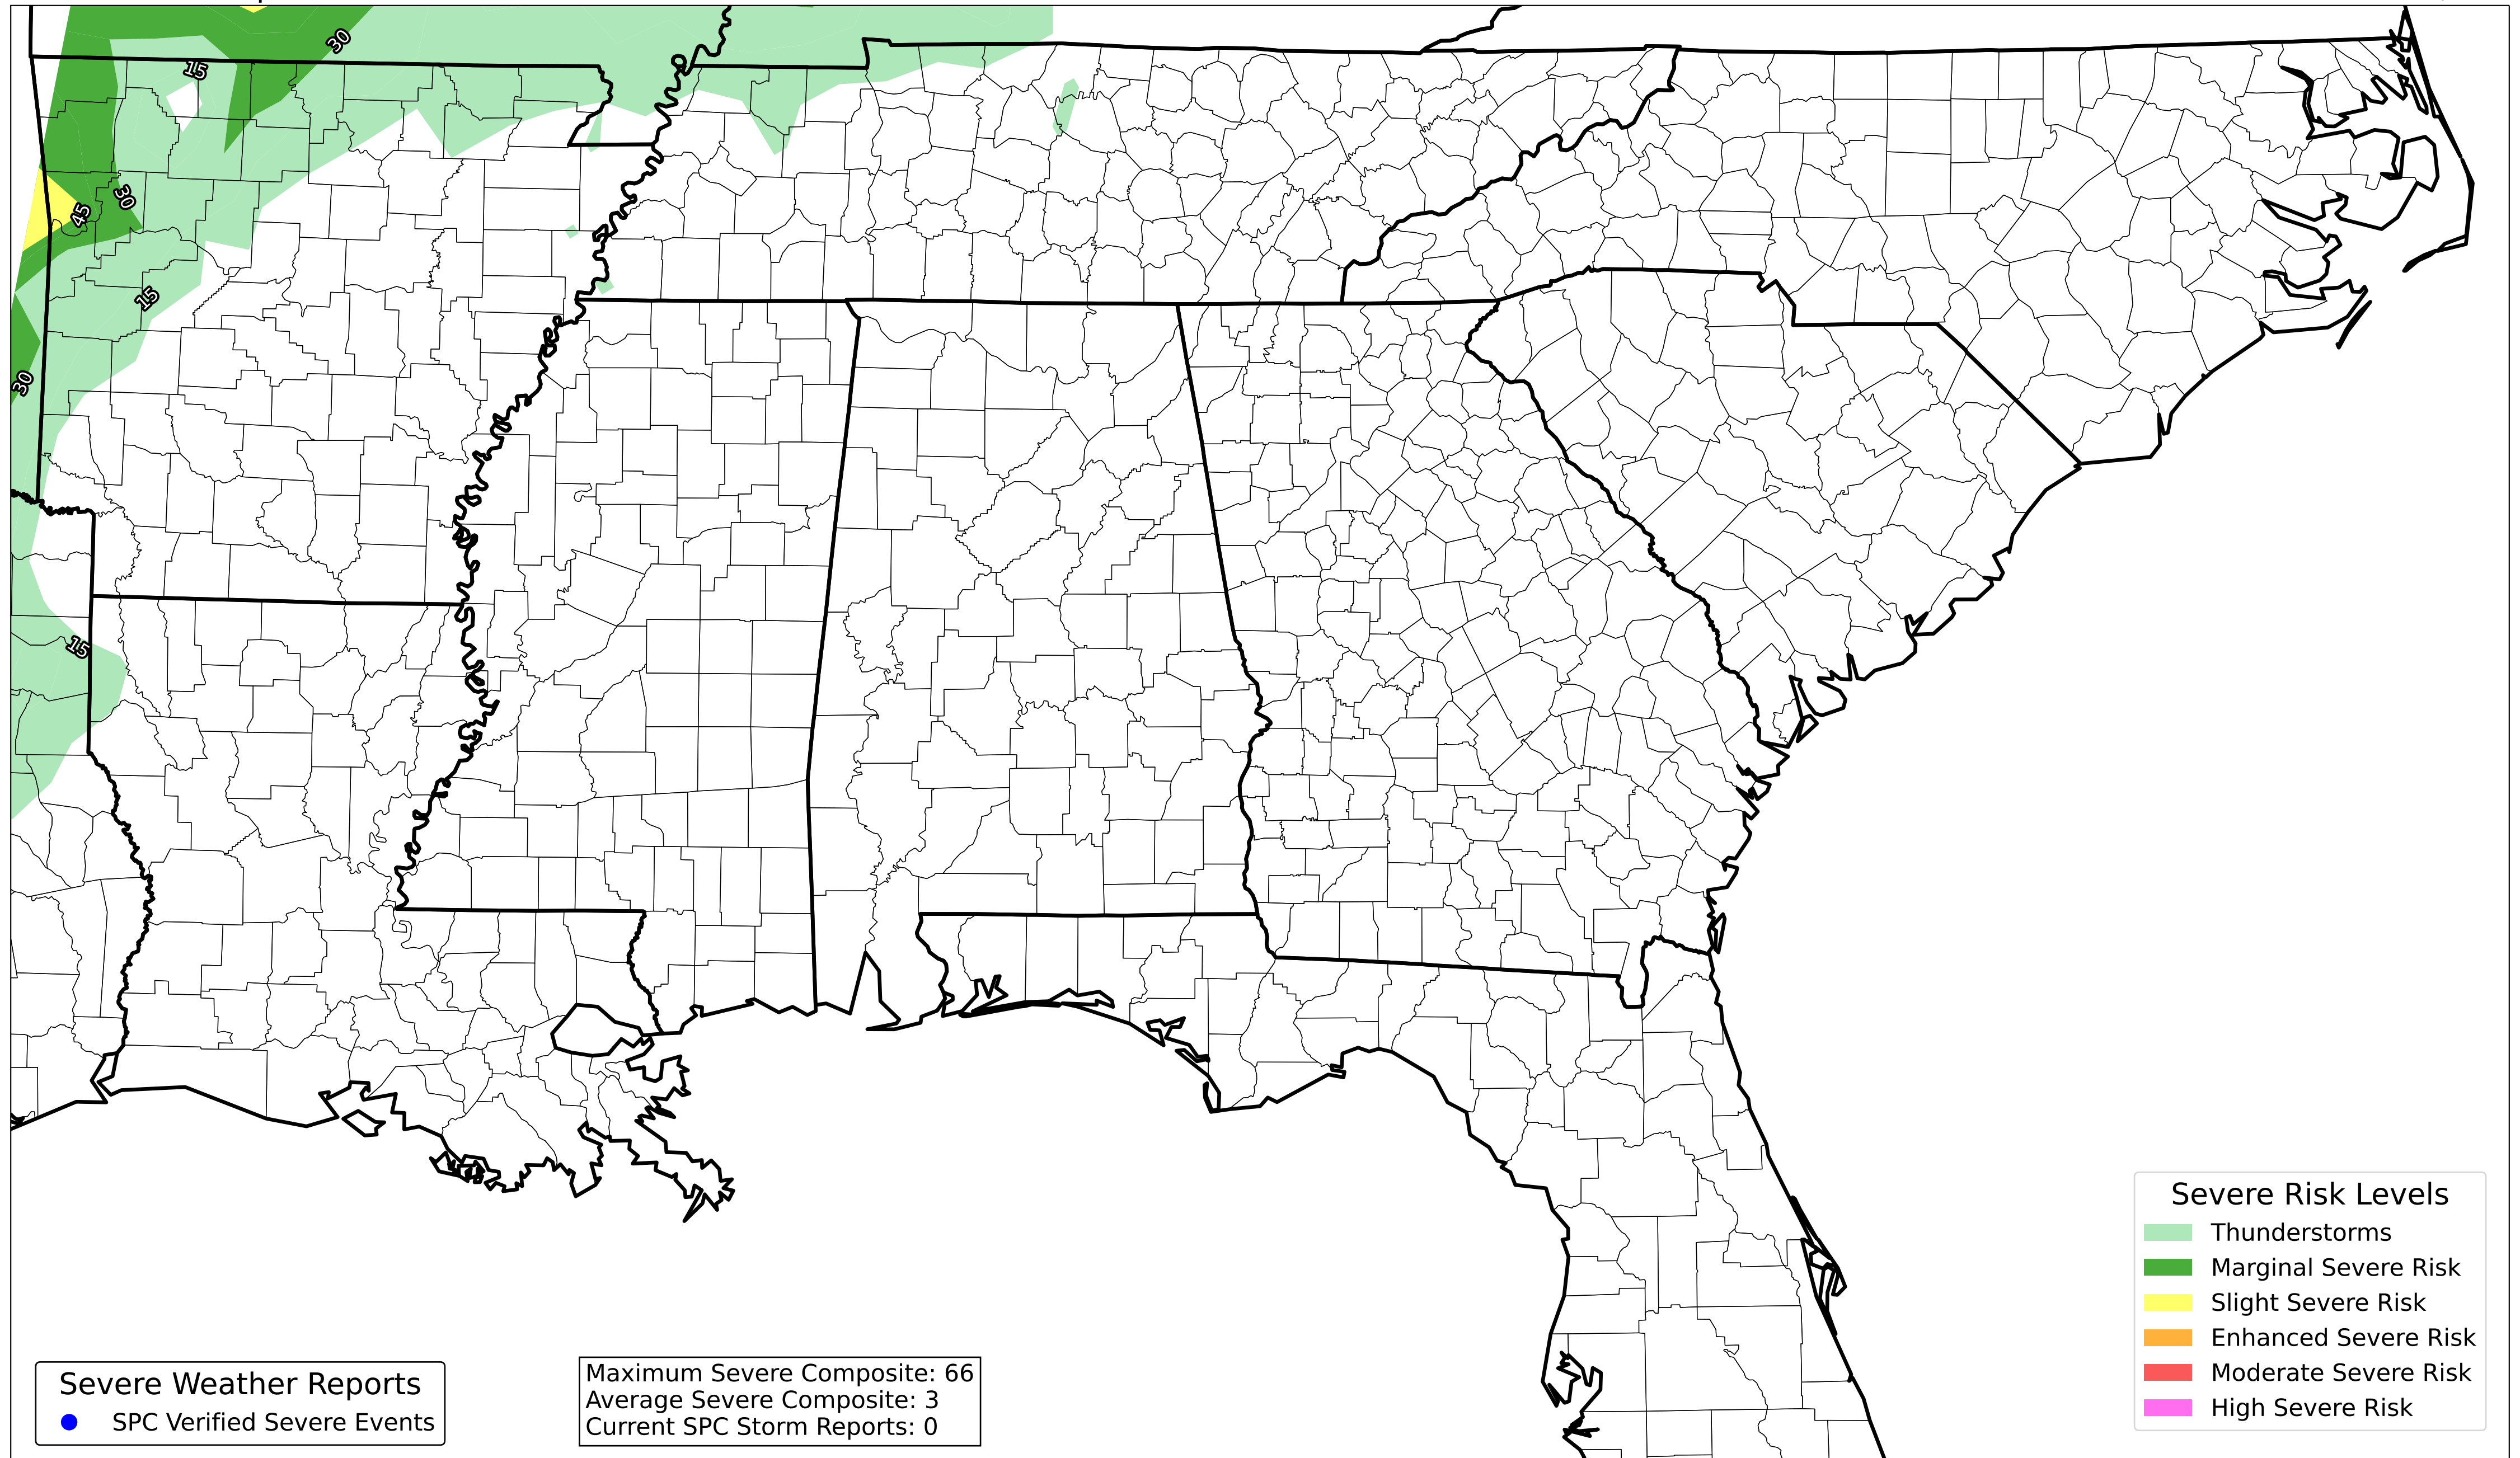 30
15
30
45
15
30
15
Severe Risk Levels
Thunderstorms
Marginal Severe Risk
Slight Severe Risk
Enhanced Severe Risk
Moderate Severe Risk
High Severe Risk
Severe Weather Reports
SPC Verified Severe Events
Maximum Severe Composite: 66
Average Severe Composite: 3
Current SPC Storm Reports: 0